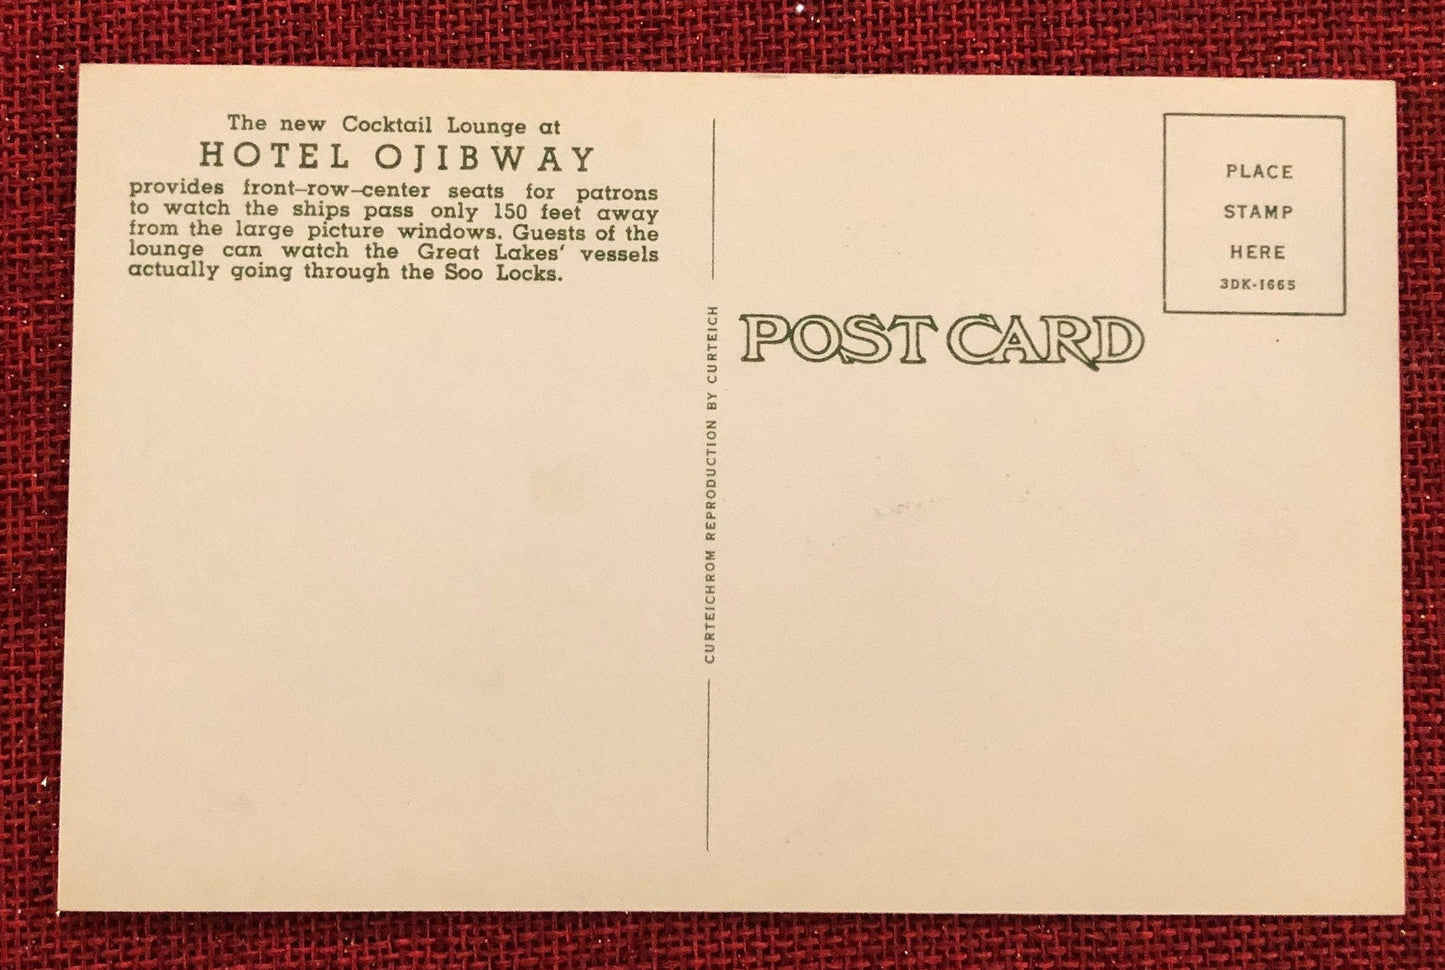 The new Cocktail Lounge at
HOTEL OJIBWAY
provides front-row-center seats for patrons
to watch the ships pass only 150 feet away
from the large picture windows. Guests of the
lounge can watch the Great Lakes' vessels
actually going through the Soo Locks.
CURTEICHROM REPRODUCTION BY CURTEICH
POST CARD
PLACE
STAMP
HERE
3DK-1665